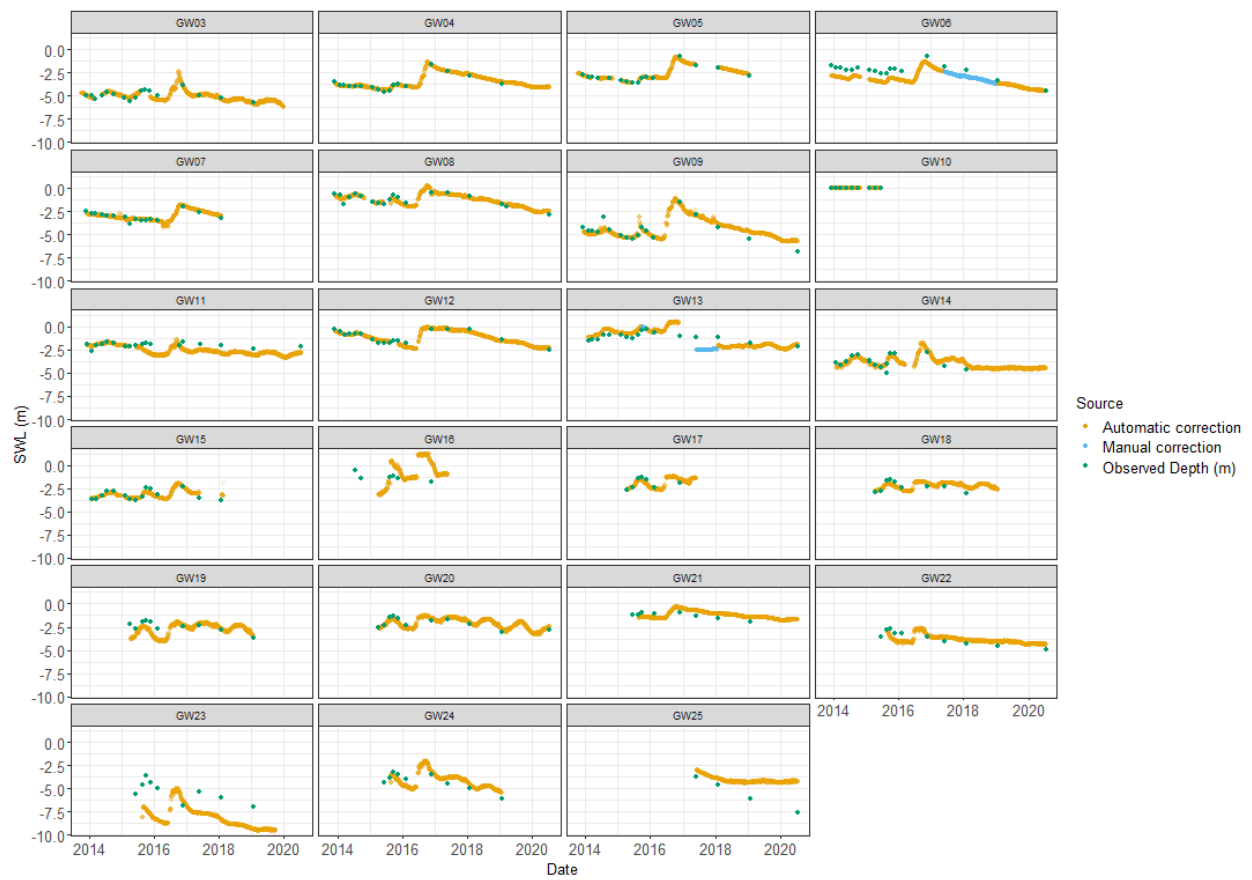 GW03 GW04 GW05 GW06
0.0
-2.5
-5.0
-7.5
-10.0
GW07 GW08 GW09 GW10
0.0
-2.5
-5.0
-7.5
-10.0
GW11 GW12 GW13 GW14
0.0
-2.5
-5.0
-7.5
-10.0
SWL (m)
Source
Automatic correction
Manual correction
Observed Depth (m)
GW15 GW16 GW17 GW18
0.0
-2.5
-5.0
-7.5
-10.0
GW19 GW20 GW21 GW22
0.0
-2.5
-5.0
-7.5
-10.0
2014 2016 2018 2020
GW23 GW24 GW25
0.0
-2.5
-5.0
-7.5
-10.0
2014 2016 2018 2020 2014 2016 2018 2020 2014 2016 2018 2020
Date